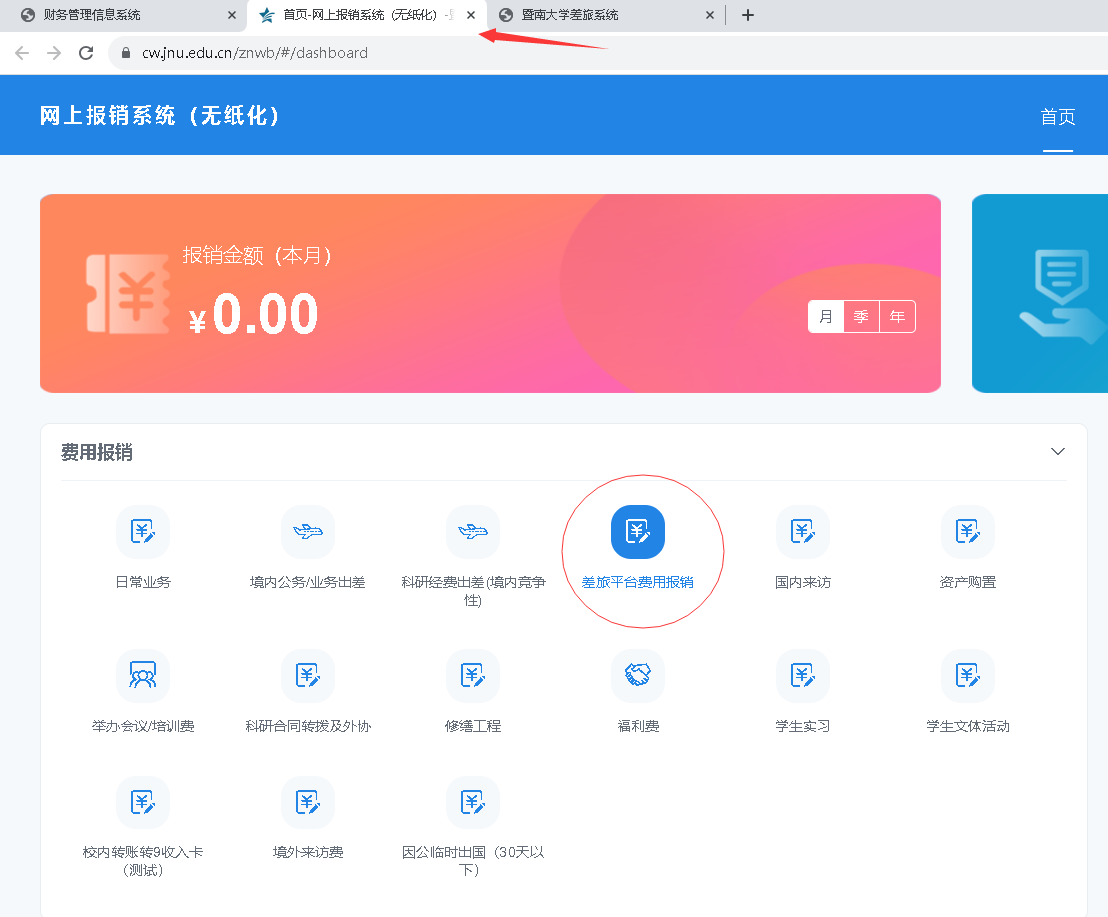 财务管理信息系统
首页-网上报销系统（无纸化）-
暨南大学差旅系统
cw.jnu.edu.cn/znwb/#/dashboard
网上报销系统（无纸化）
首页
报销金额（本月）
¥0.00
月 季 年
费用报销
日常业务
境内公务/业务出差
科研经费出差(境内竞争
性)
差旅平台费用报销
国内来访
资产购置
举办会议/培训费
科研合同转拨及外协
修缮工程
福利费
学生实习
学生文体活动
校内转账转9收入卡
（测试）
境外来访费
因公临时出国（30天以
下）